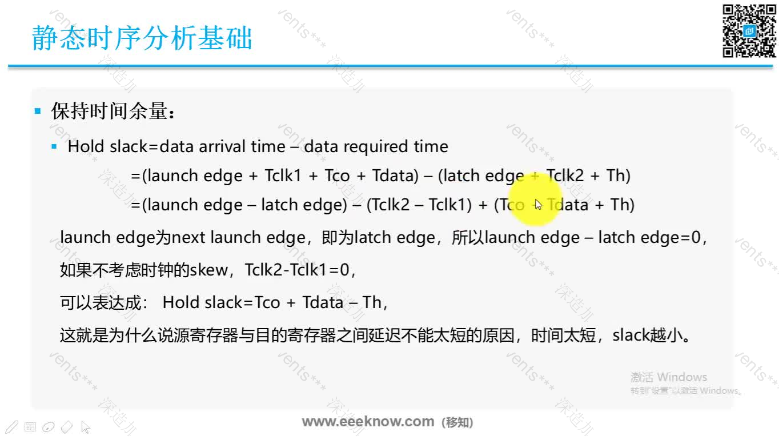 静态时序分析基础
保持时间余量：
Hold slack=data arrival time – data required time
=(launch edge + Tclk1 + Tco + Tdata) – (latch edge + Tclk2 + Th)
=(launch edge – latch edge) – (Tclk2 – Tclk1) + (Tco + Tdata + Th)
launch edge为next launch edge，即为latch edge，所以launch edge – latch edge=0，
如果不考虑时钟的skew，Tclk2-Tclk1=0，
可以表达成： Hold slack=Tco + Tdata – Th，
这就是为什么说源寄存器与目的寄存器之间延迟不能太短的原因，时间太短，slack越小。
激活 Windows
转到"设置"以激活 Windows。
www.eeeknow.com（移知）